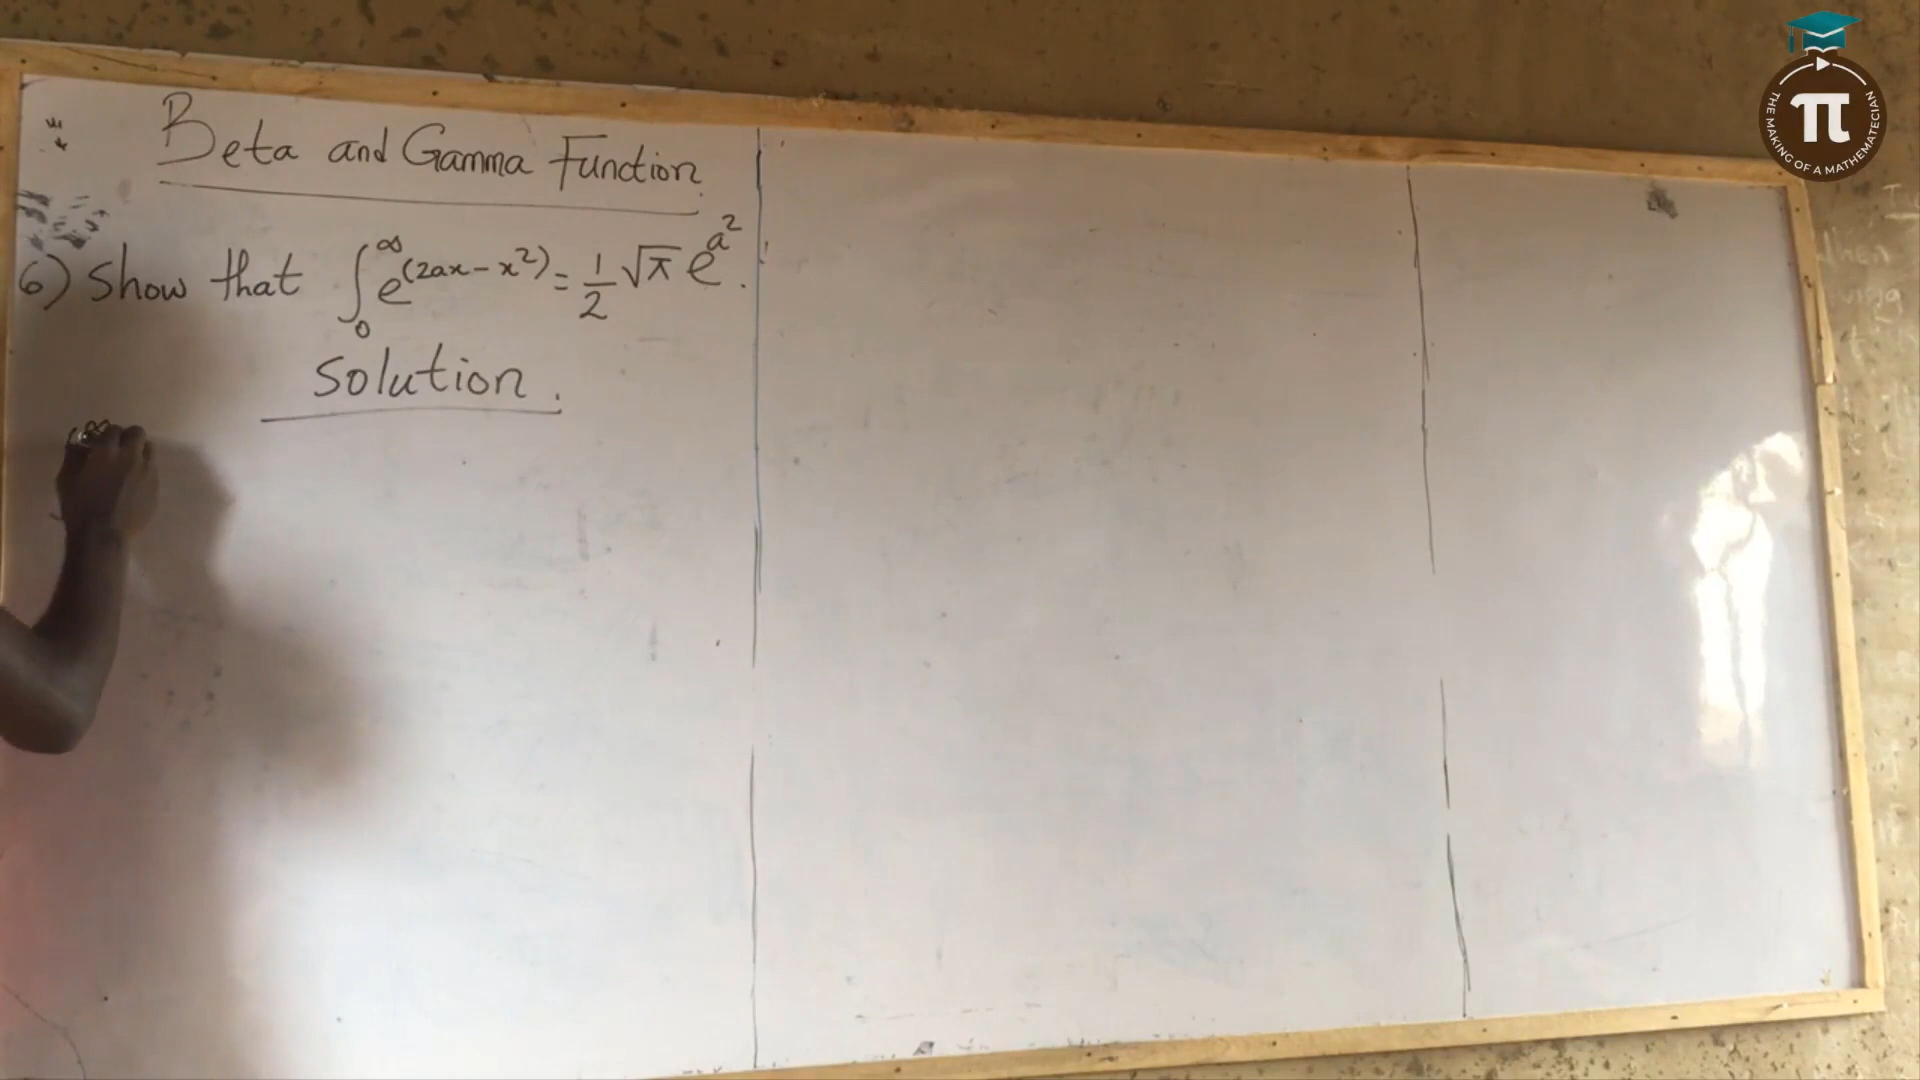 Beta and Gamma Function.
6) Show that ∫₀^∞ e^(2ax - x²) = 1/2 √π e^a².
Solution.
THE MAKING OF A MATHEMATECIAN
π